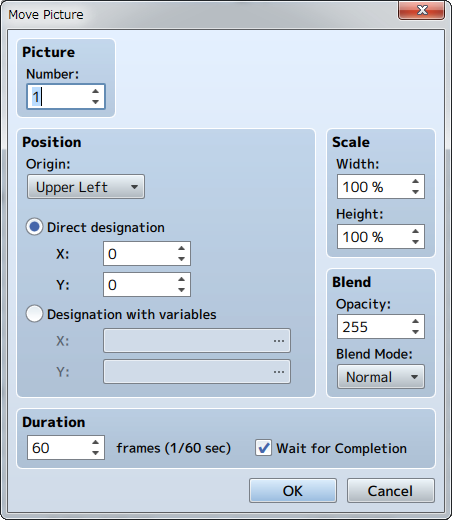 Move Picture
Picture
Number:
1
Position
Origin:
Upper Left
Direct designation
X: 0
Y: 0
Designation with variables
X: ...
Y: ...
Scale
Width:
100 %
Height:
100 %
Blend
Opacity:
255
Blend Mode:
Normal
Duration
60 frames (1/60 sec) Wait for Completion
OK Cancel